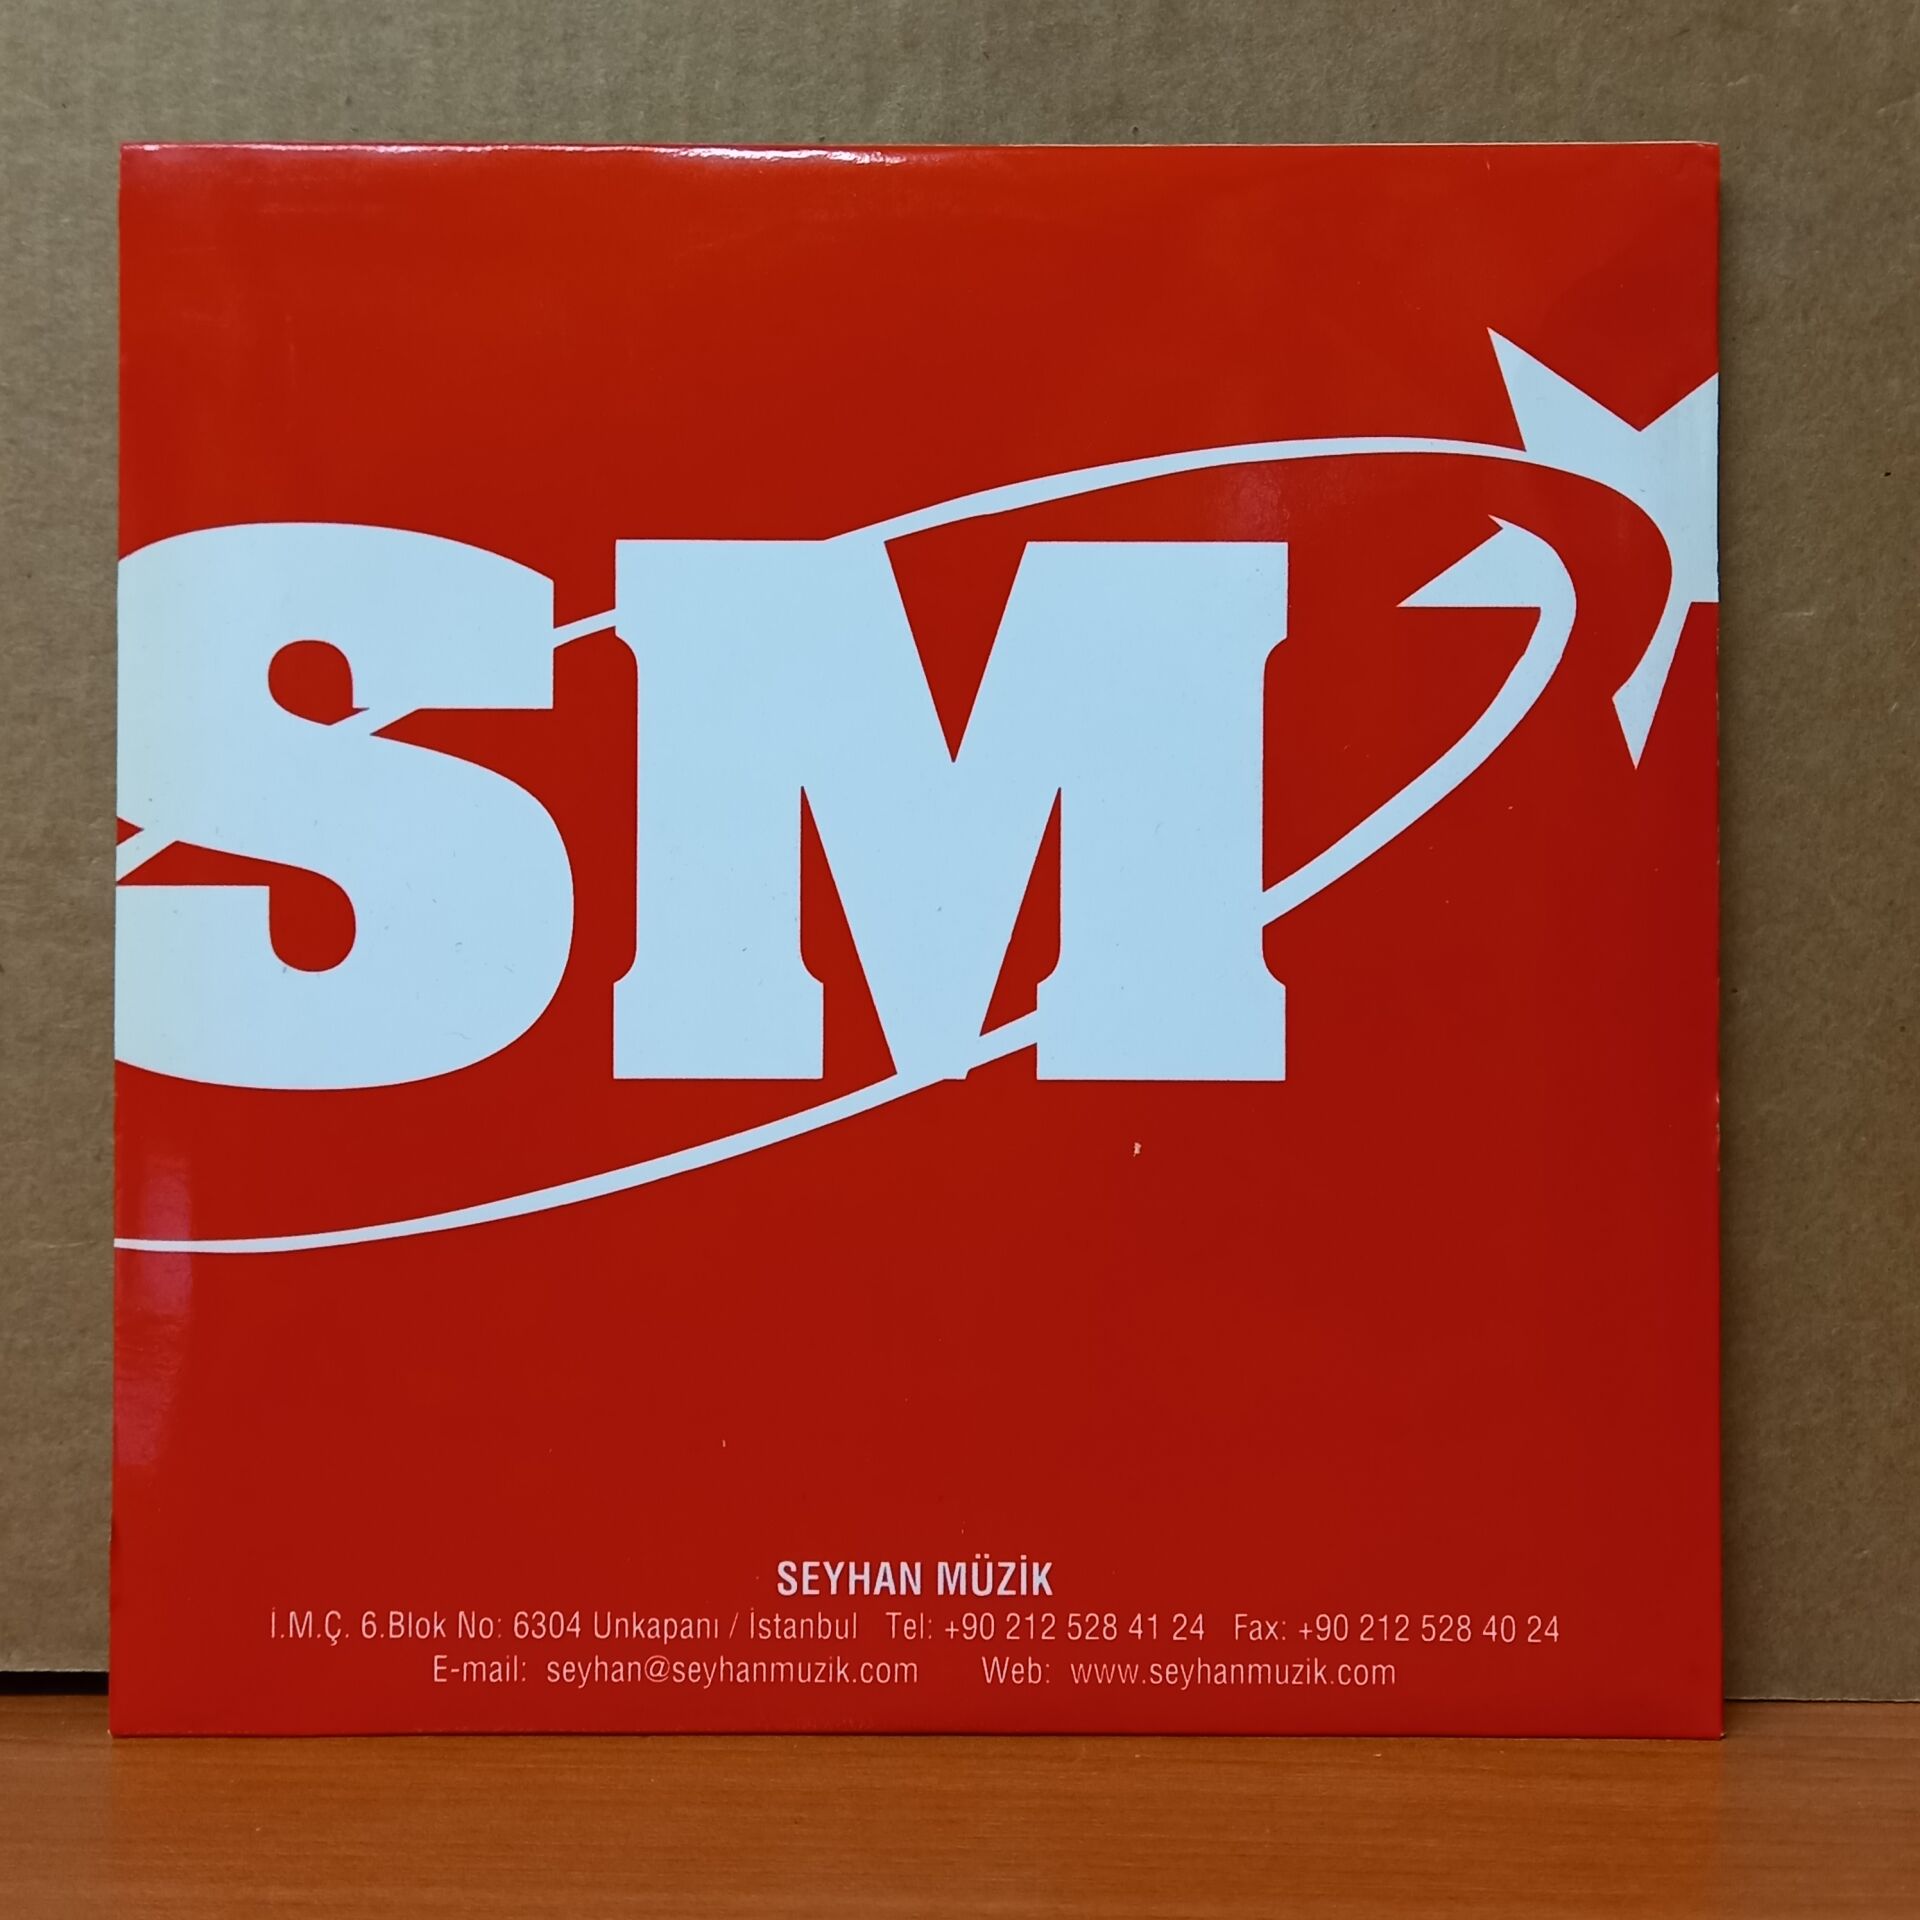 SM
SEYHAN MÜZİK
İ.M.Ç. 6.Blok No: 6304 Unkapanı / İstanbul Tel: +90 212 528 41 24 Fax: +90 212 528 40 24
E-mail: seyhan@seyhanmuzik.com Web: www.seyhanmuzik.com